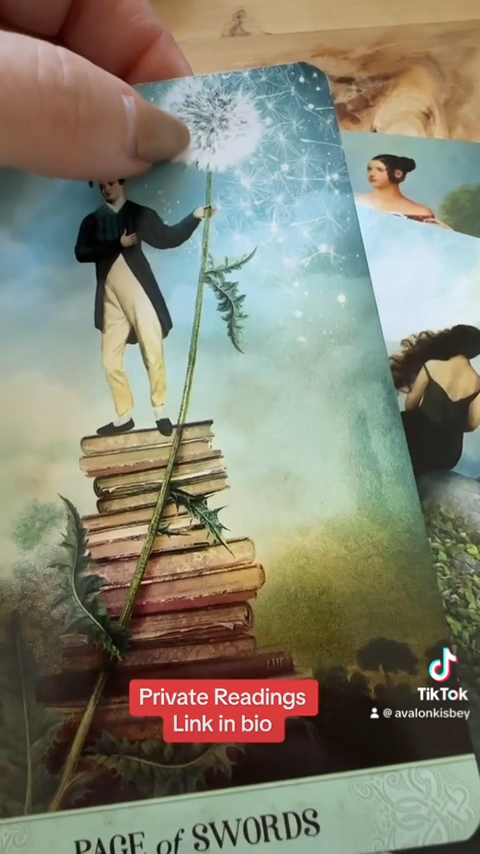 Private Readings
Link in bio
TikTok
@avalonkisbey
PAGE of SWORDS